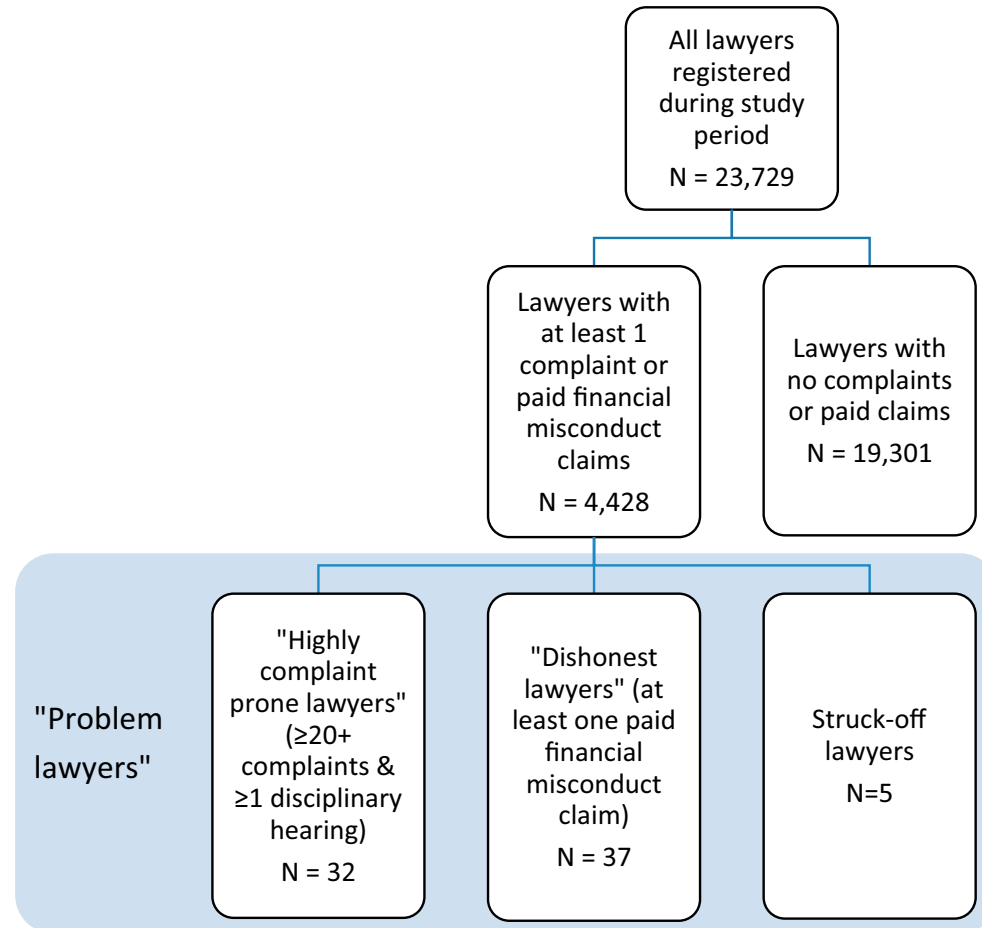 All lawyers
registered
during study
period
N = 23,729
Lawyers with
at least 1
complaint or
paid financial
misconduct
claims
N = 4,428
Lawyers with
no complaints
or paid claims
N = 19,301
"Problem
lawyers"
"Highly
complaint
prone lawyers"
(≥20+
complaints &
≥1 disciplinary
hearing)
N = 32
"Dishonest
lawyers" (at
least one paid
financial
misconduct
claim)
N = 37
Struck-off
lawyers
N=5